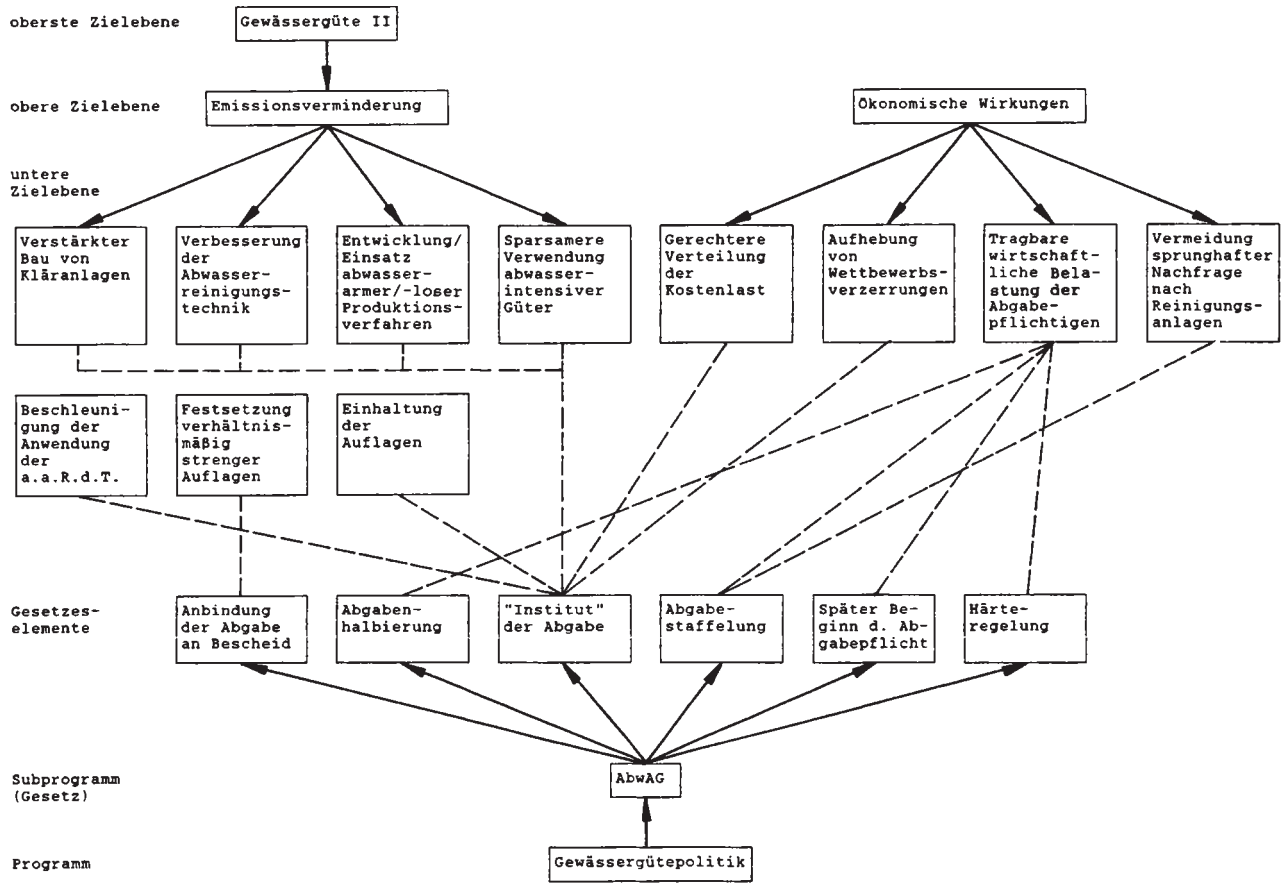 oberste Zielebene
Gewässergüte II
obere Zielebene
Emissionsverminderung
Ökonomische Wirkungen
untere
Zielebene
Verstärkter
Bau von
Kläranlagen
Verbesserung
der
Abwasser-
reinigungs-
technik
Entwicklung/
Einsatz
abwasser-
armer/-loser
Produktions-
verfahren
Sparsamere
Verwendung
abwasser-
intensiver
Güter
Gerechtere
Verteilung
der
Kostenlast
Aufhebung
von
Wettbewerbs-
verzerrungen
Tragbare
wirtschaft-
liche Bela-
stung der
Abgabe-
pflichtigen
Vermeidung
sprunghafter
Nachfrage
nach
Reinigungs-
anlagen
Beschleuni-
gung der
Anwendung
der
a.a.R.d.T.
Festsetzung
verhältnis-
mäßig
strenger
Auflagen
Einhaltung
der
Auflagen
Gesetzes-
elemente
Anbindung
der Abgabe
an Bescheid
Abgaben-
halbierung
"Institut"
der Abgabe
Abgabe-
staffelung
Später Be-
ginn d. Ab-
gabepflicht
Härte-
regelung
Subprogramm
(Gesetz)
AbwAG
Programm
Gewässergütepolitik